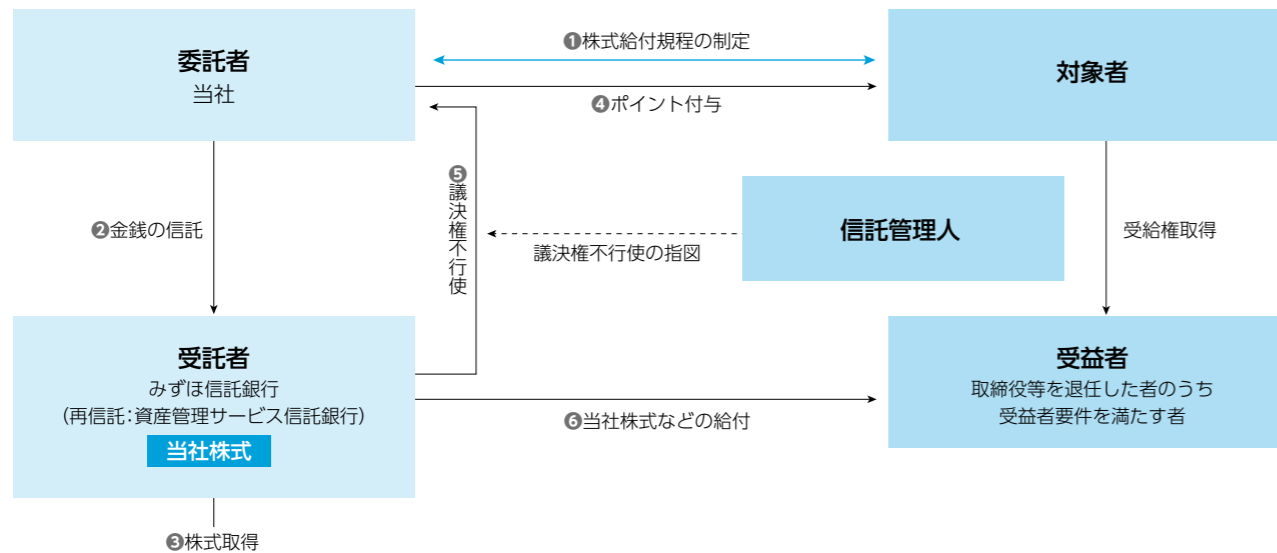 委託者
当社
❶株式給付規程の制定
❹ポイント付与
対象者
❷金銭の信託
❺議決権不行使
議決権不行使の指図
信託管理人
受給権取得
受託者
みずほ信託銀行
（再信託：資産管理サービス信託銀行）
当社株式
❻当社株式などの給付
受益者
取締役等を退任した者のうち
受益者要件を満たす者
❸株式取得